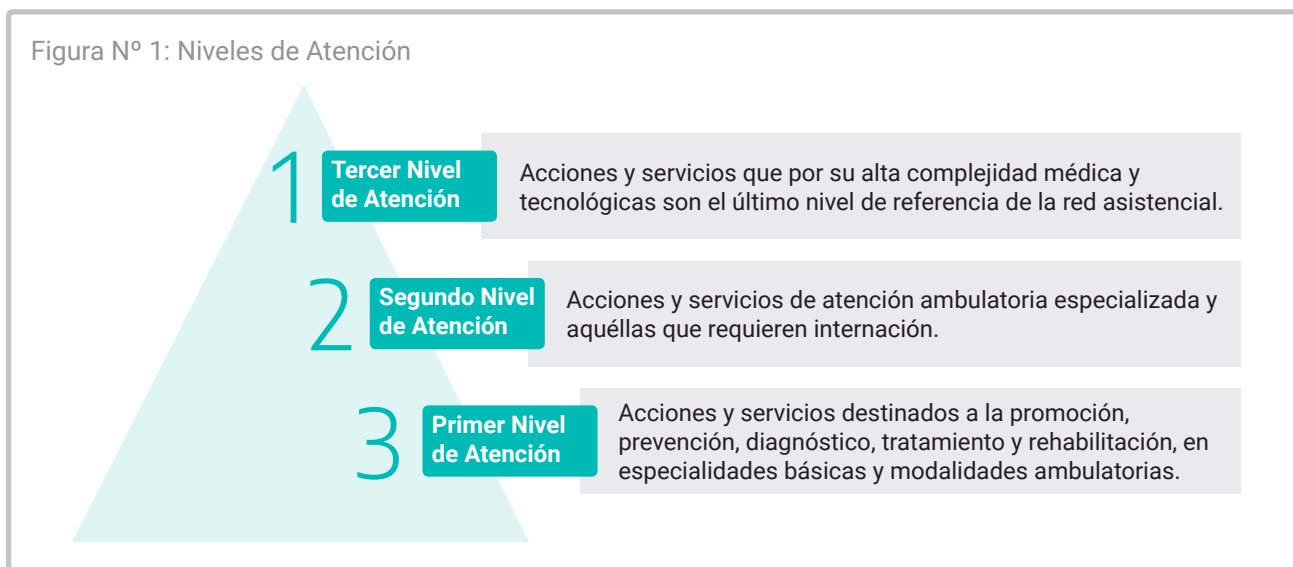 Figura Nº 1: Niveles de Atención
1
Tercer Nivel
de Atención
Acciones y servicios que por su alta complejidad médica y
tecnológicas son el último nivel de referencia de la red asistencial.
2
Segundo Nivel
de Atención
Acciones y servicios de atención ambulatoria especializada y
aquéllas que requieren internación.
3
Primer Nivel
de Atención
Acciones y servicios destinados a la promoción,
prevención, diagnóstico, tratamiento y rehabilitación, en
especialidades básicas y modalidades ambulatorias.